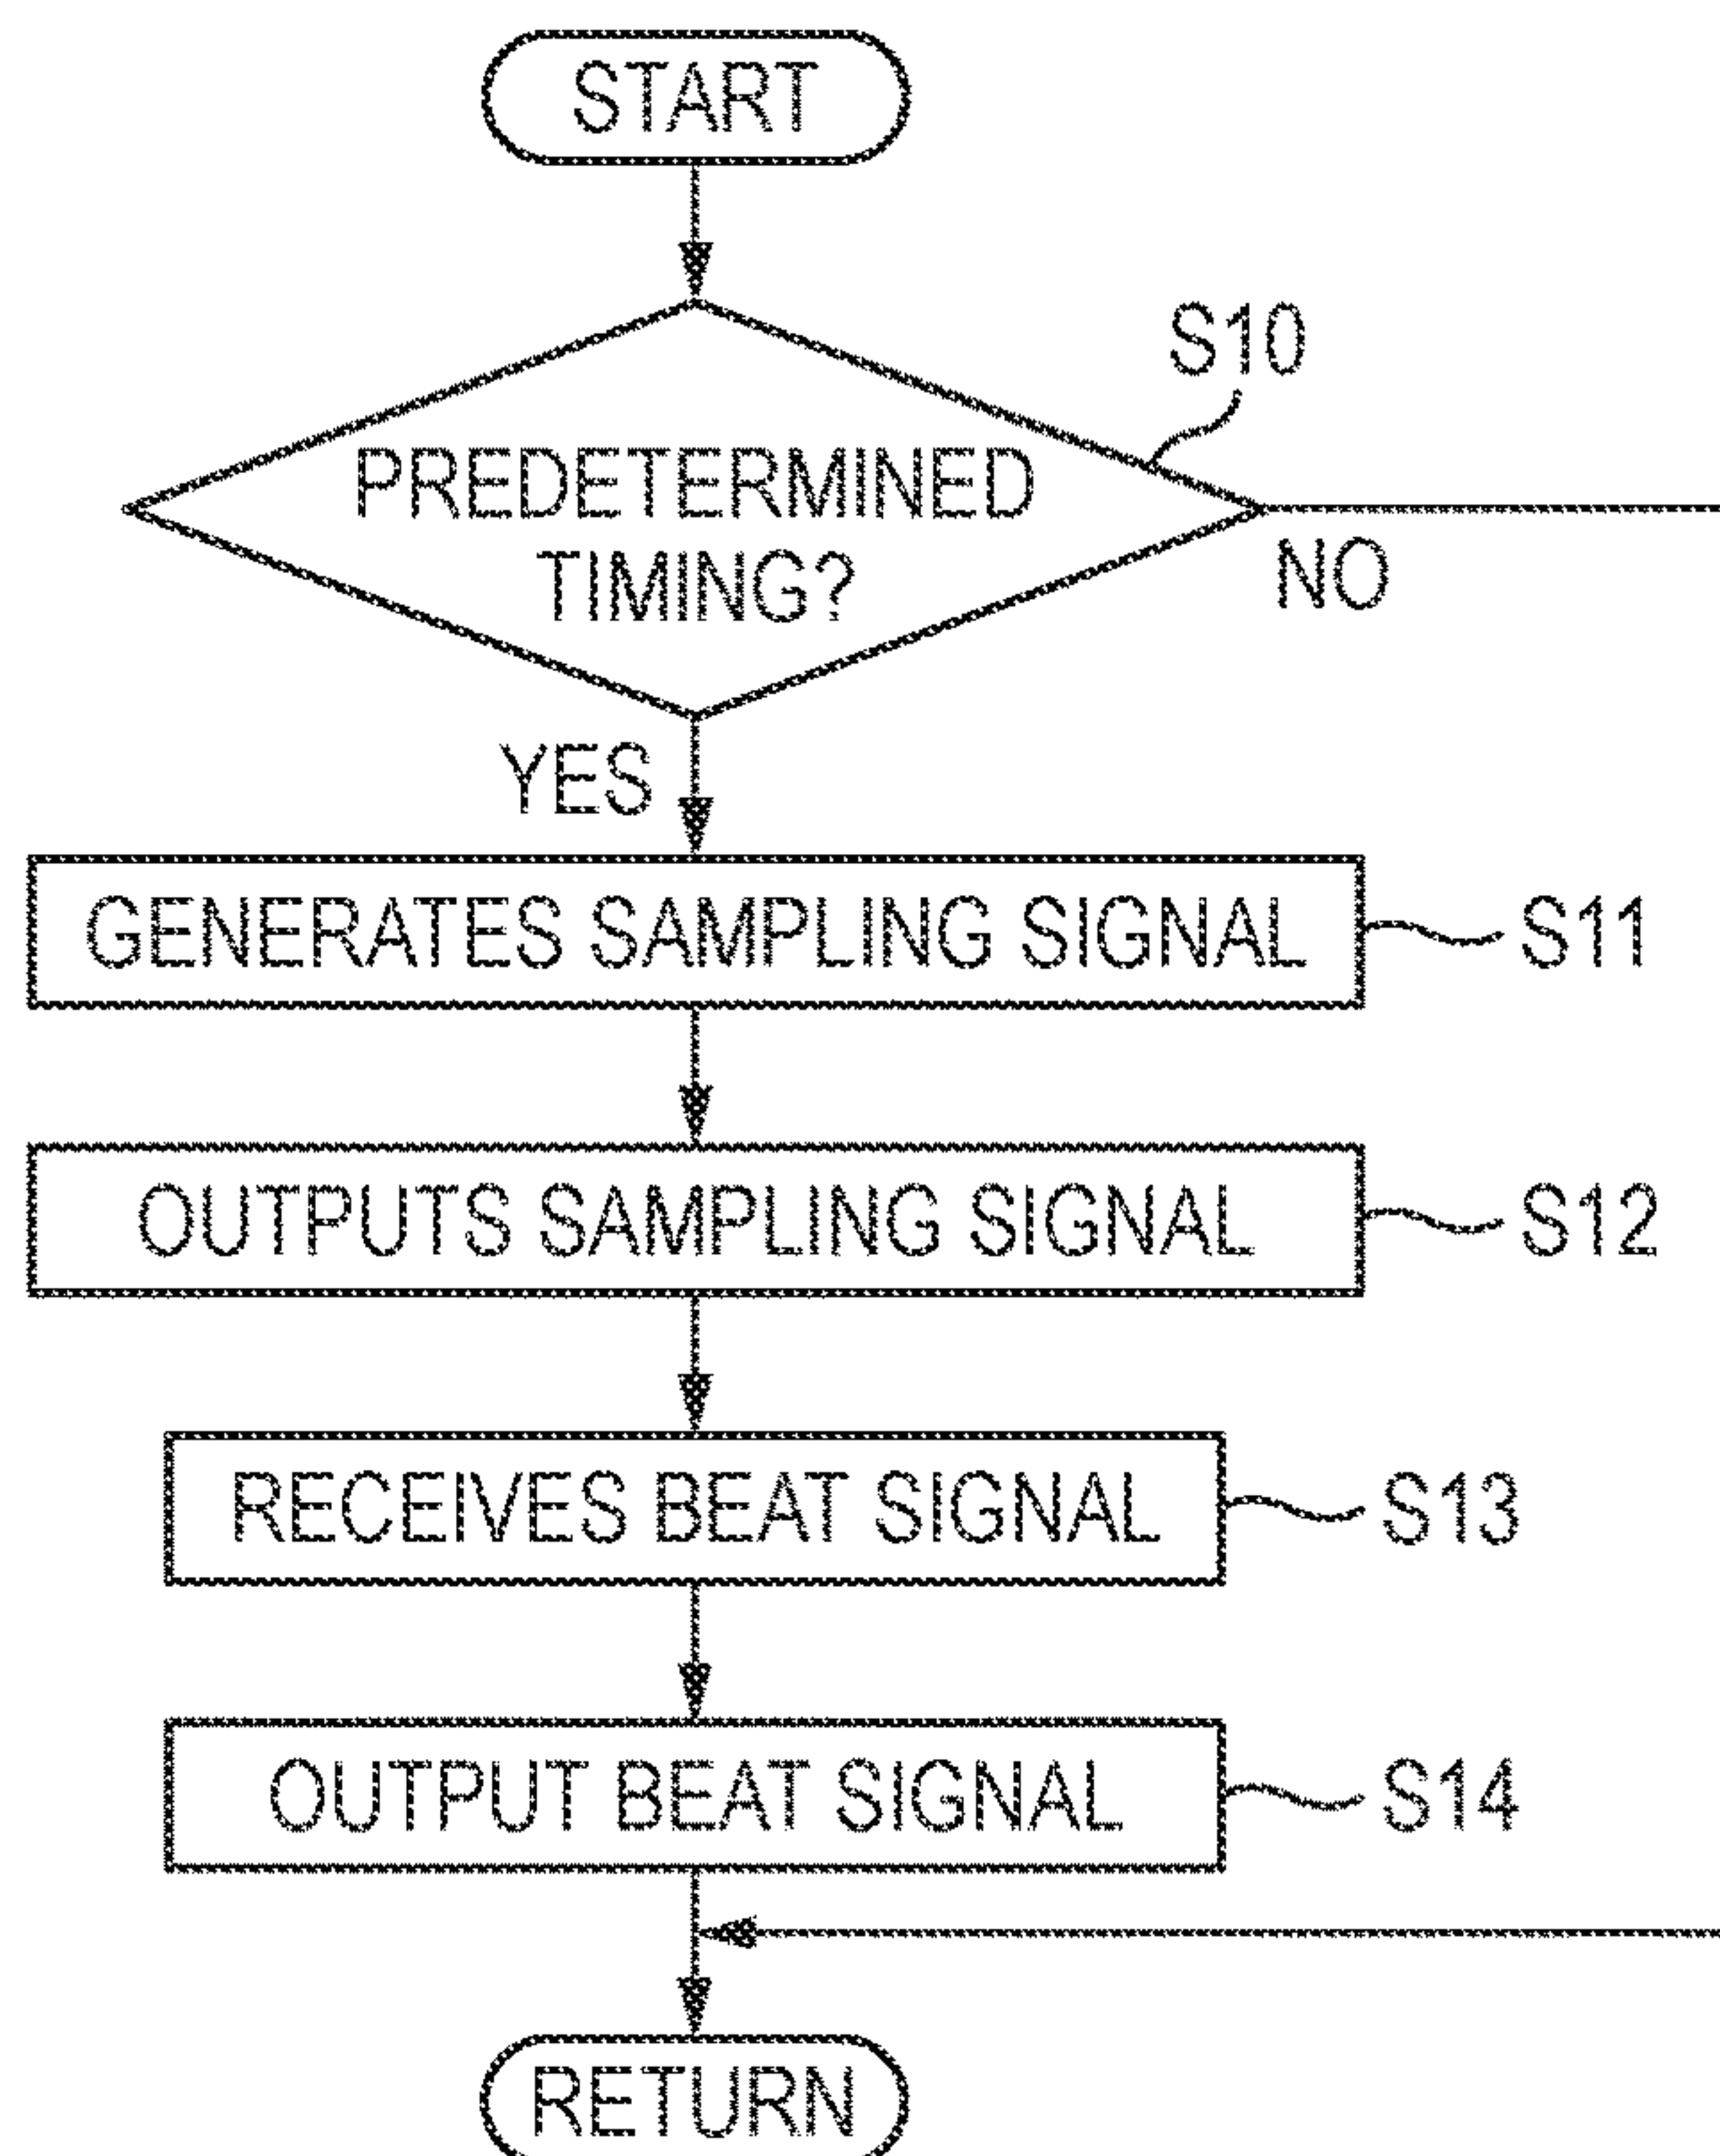 START
S10
PREDETERMINED
TIMING?
NO
YES
GENERATES SAMPLING SIGNAL
S11
OUTPUTS SAMPLING SIGNAL
S12
RECEIVES BEAT SIGNAL
S13
OUTPUT BEAT SIGNAL
S14
RETURN